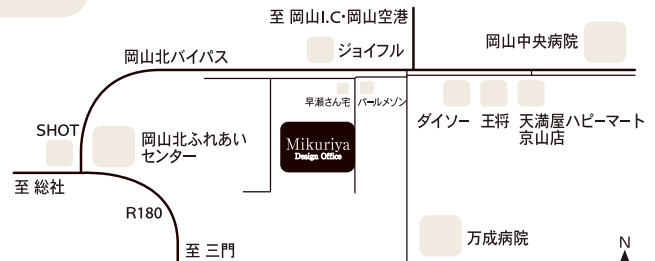 至 岡山I.C・岡山空港
岡山北バイパス
ジョイフル
岡山中央病院
早瀬さん宅
パールメゾン
ダイソー
王将
天満屋ハピーマート
京山店
SHOT
岡山北ふれあい
センター
Mikuriya
Design Office
至 総社
R180
至 三門
万成病院
N